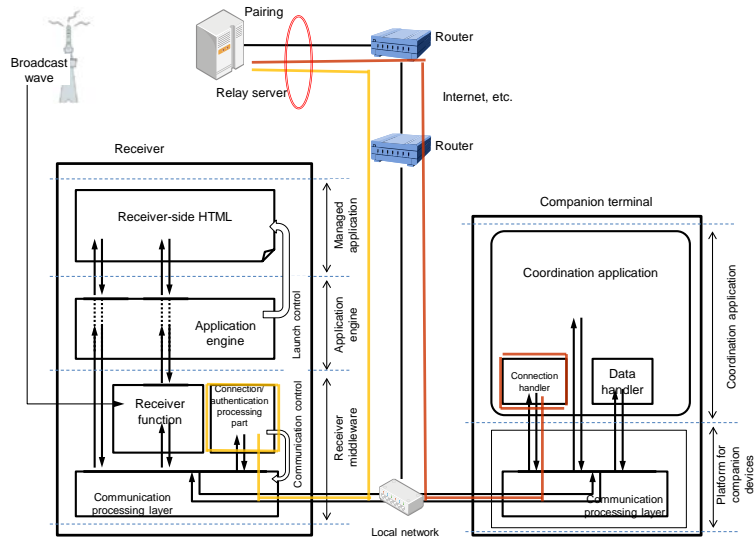 Pairing
Router
Broadcast
wave
Relay server
Internet, etc.
Router
Receiver
Companion terminal
Receiver-side HTML
Managed
application
Coordination application
Coordination application
Launch control
Application
engine
Application
engine
Connection/
authentication
processing
part
Receiver
function
Communication control
Receiver
middleware
Connection
handler
Data
handler
Communication
processing layer
Local network
Communication
processing layer
Platform for
companion
devices